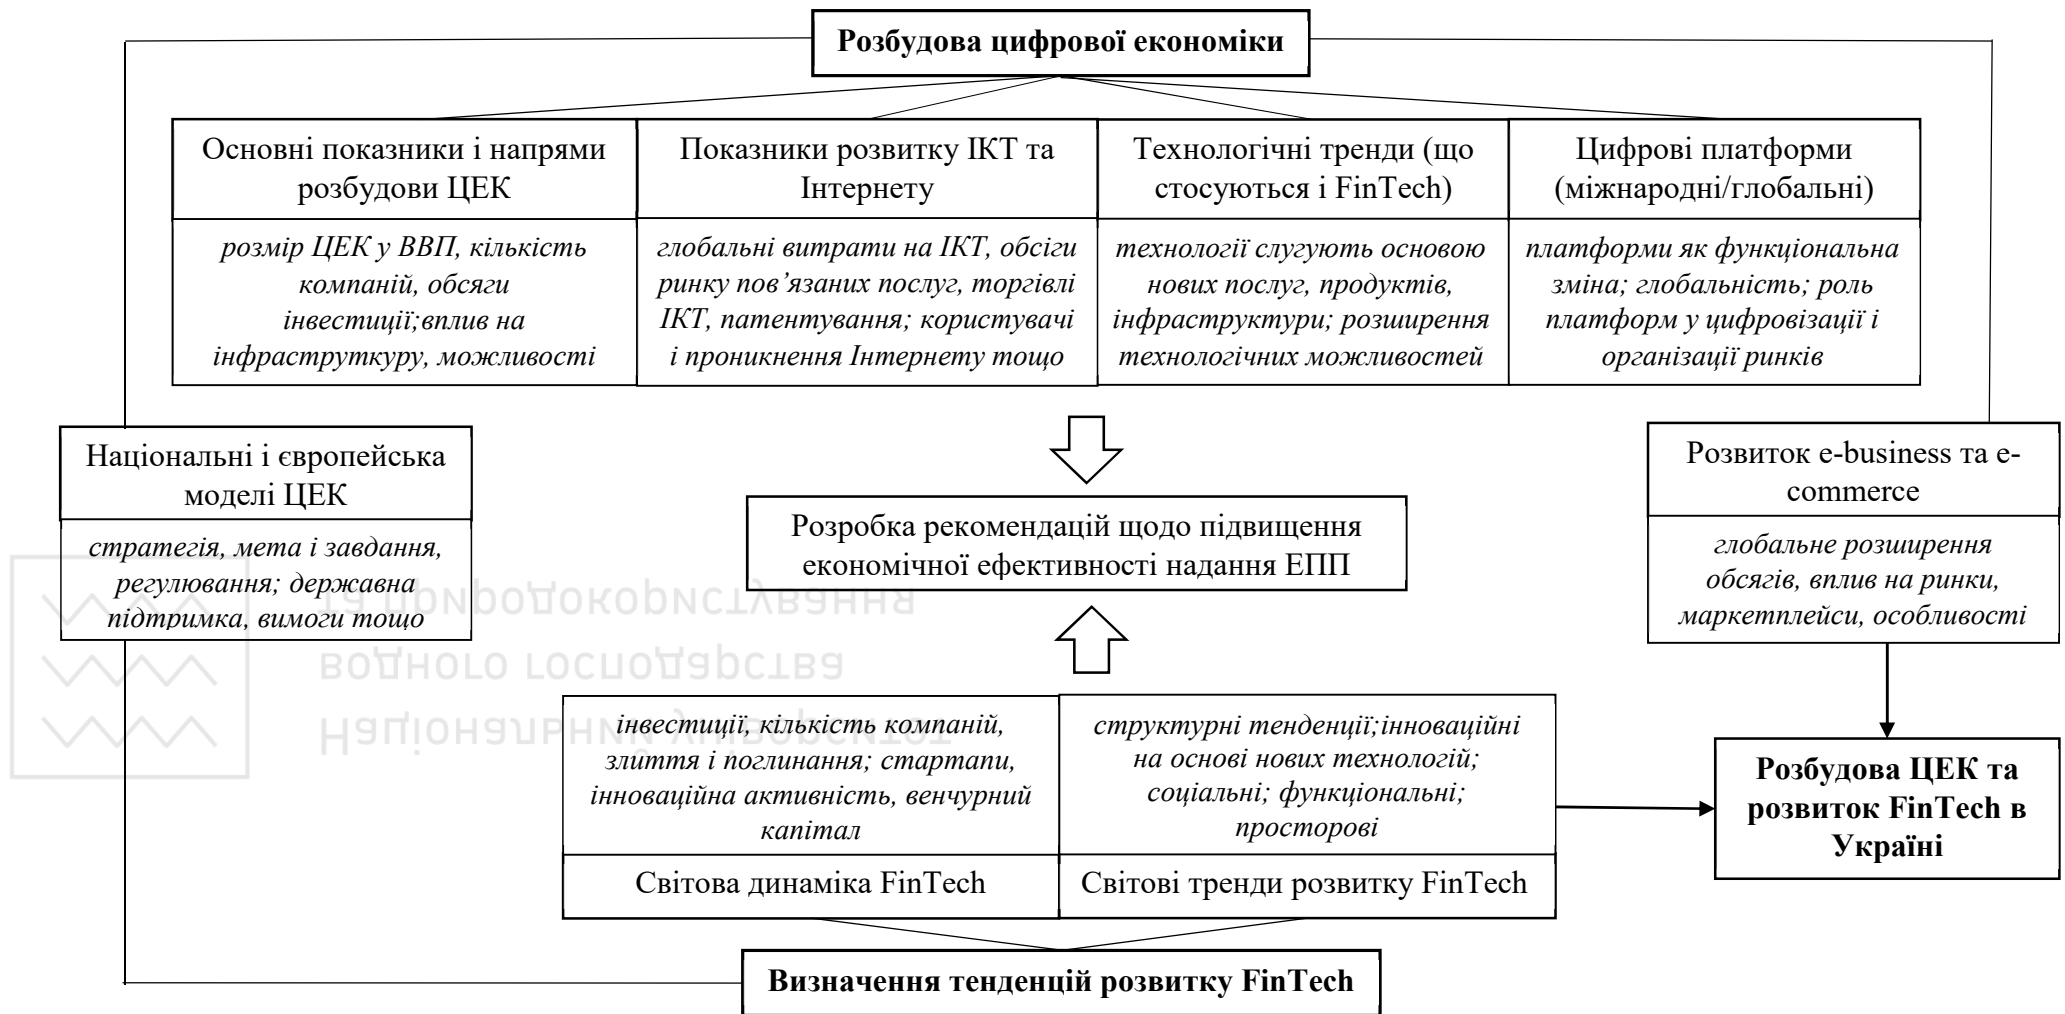 Розбудова цифрової економіки
Основні показники і напрями
розбудови ЦЕК
розмір ЦЕК у ВВП, кількість
компаній, обсяги
інвестиції;вплив на
інфраструткуру, можливості
Показники розвитку ІКТ та
Інтернету
глобальні витрати на ІКТ, обсіги
ринку пов’язаних послуг, торгівлі
ІКТ, патентування; користувачі
і проникнення Інтернету тощо
Технологічні тренди (що
стосуються і FinTech)
технології слугують основою
нових послуг, продуктів,
інфраструктури; розширення
технологічних можливостей
Цифрові платформи
(міжнародні/глобальні)
платформи як функціональна
зміна; глобальність; роль
платформ у цифровізації і
організації ринків
Національні і європейська
моделі ЦЕК
стратегія, мета і завдання,
регулювання; державна
підтримка, вимоги тощо
Розробка рекомендацій щодо підвищення
економічної ефективності надання ЕПП
Розвиток e-business та e-
commerce
глобальне розширення
обсягів, вплив на ринки,
маркетплейси, особливості
інвестиції, кількість компаній,
злиття і поглинання; стартапи,
інноваційна активність, венчурний
капітал
Світова динаміка FinTech
структурні тенденції;інноваційні
на основі нових технологій;
соціальні; функціональні;
просторові
Світові тренди розвитку FinTech
Розбудова ЦЕК та
розвиток FinTech в
Україні
Визначення тенденцій розвитку FinTech
Національний університет
водного господарства
та природокористування